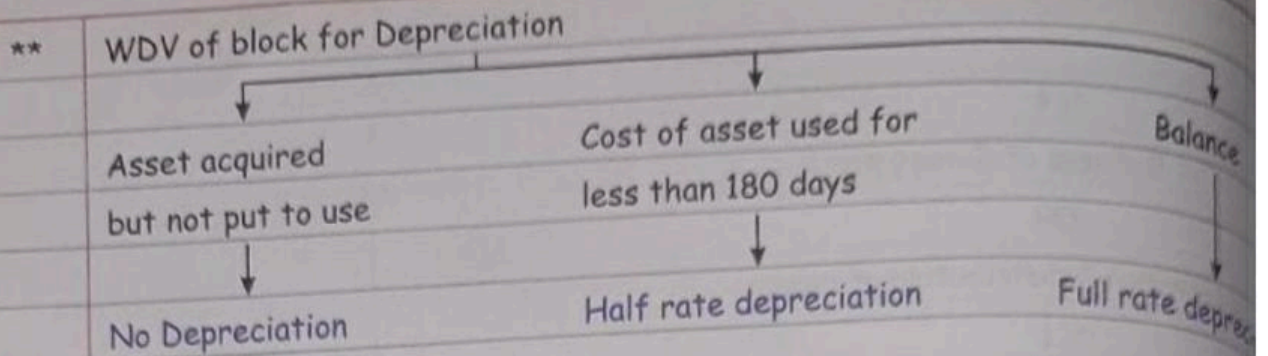 ** WDV of block for Depreciation
Asset acquired
but not put to use
Cost of asset used for
less than 180 days
Balance
No Depreciation
Half rate depreciation
Full rate